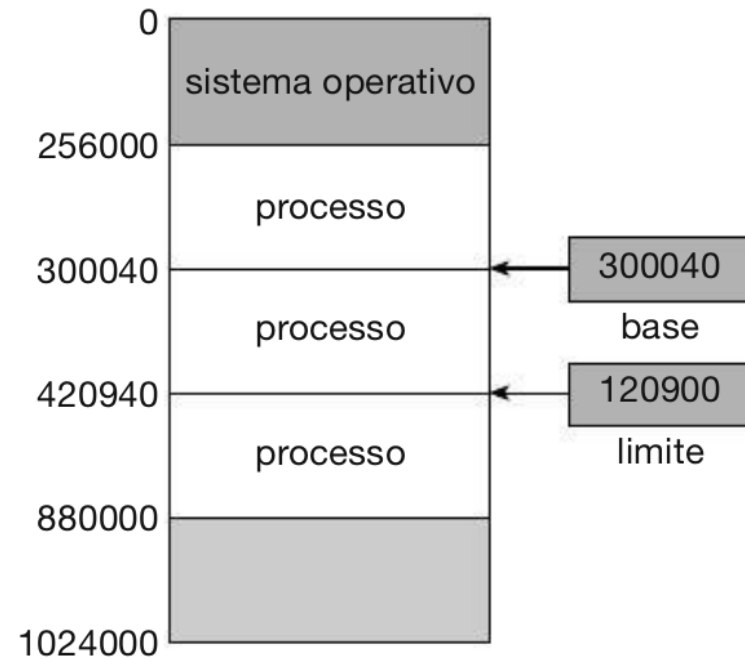 0
sistema operativo
256000
processo
300040
300040
base
processo
420940
120900
limite
processo
880000
1024000